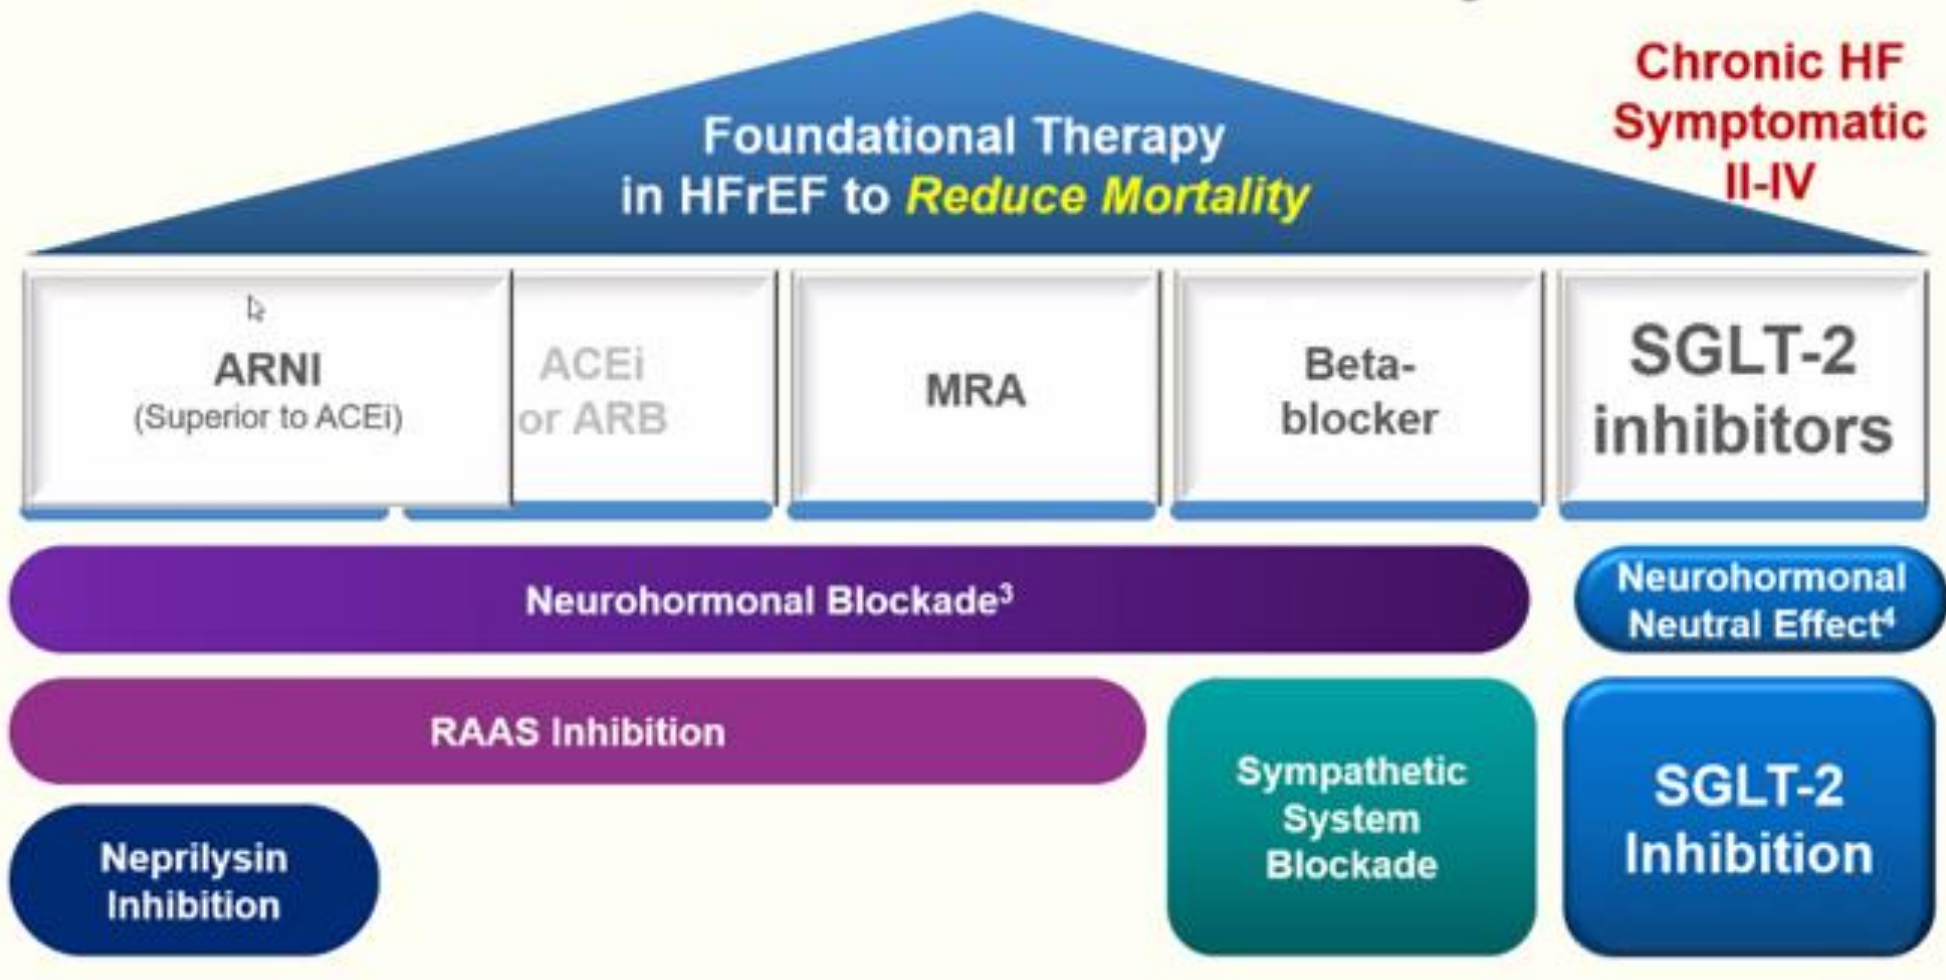 Chronic HF
Symptomatic
II-IV
Foundational Therapy
in HFrEF to Reduce Mortality
ARNI
(Superior to ACEi)
ACEi
or ARB
MRA
Beta-
blocker
SGLT-2
inhibitors
Neurohormonal Blockade³
Neurohormonal
Neutral Effect⁴
RAAS Inhibition
Sympathetic
System
Blockade
SGLT-2
Inhibition
Neprilysin
Inhibition